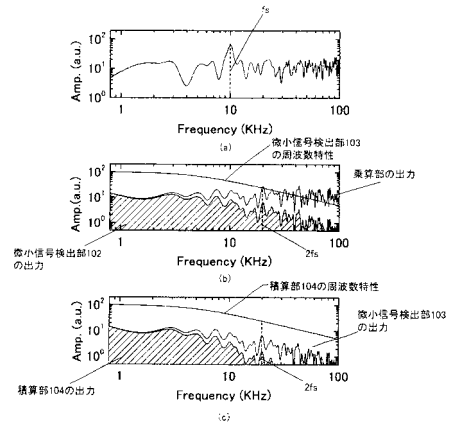 fs
Amp. (a.u.)
10²
10¹
10⁰
1
10
100
Frequency (KHz)
(a)
微小信号検出部103
の周波数特性
乗算部の出力
Amp.(a.u.)
10²
10¹
10⁰
1
10
100
2fs
微小信号検出部102
の出力
Frequency (KHz)
(b)
積算部104の周波数特性
微小信号検出部103
の出力
Amp. (a.u.)
10²
10¹
10⁰
1
10
100
2fs
積算部104の出力
Frequency (KHz)
(c)